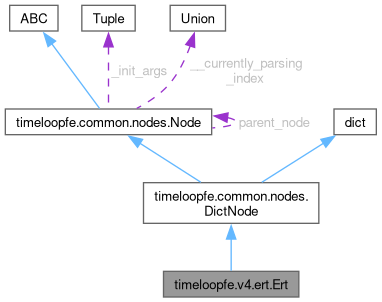 ABC
Tuple
Union
_init_args
__currently_parsing
_index
timeloopfe.common.nodes.Node
parent_node
dict
timeloopfe.common.nodes.
DictNode
timeloopfe.v4.ert.Ert